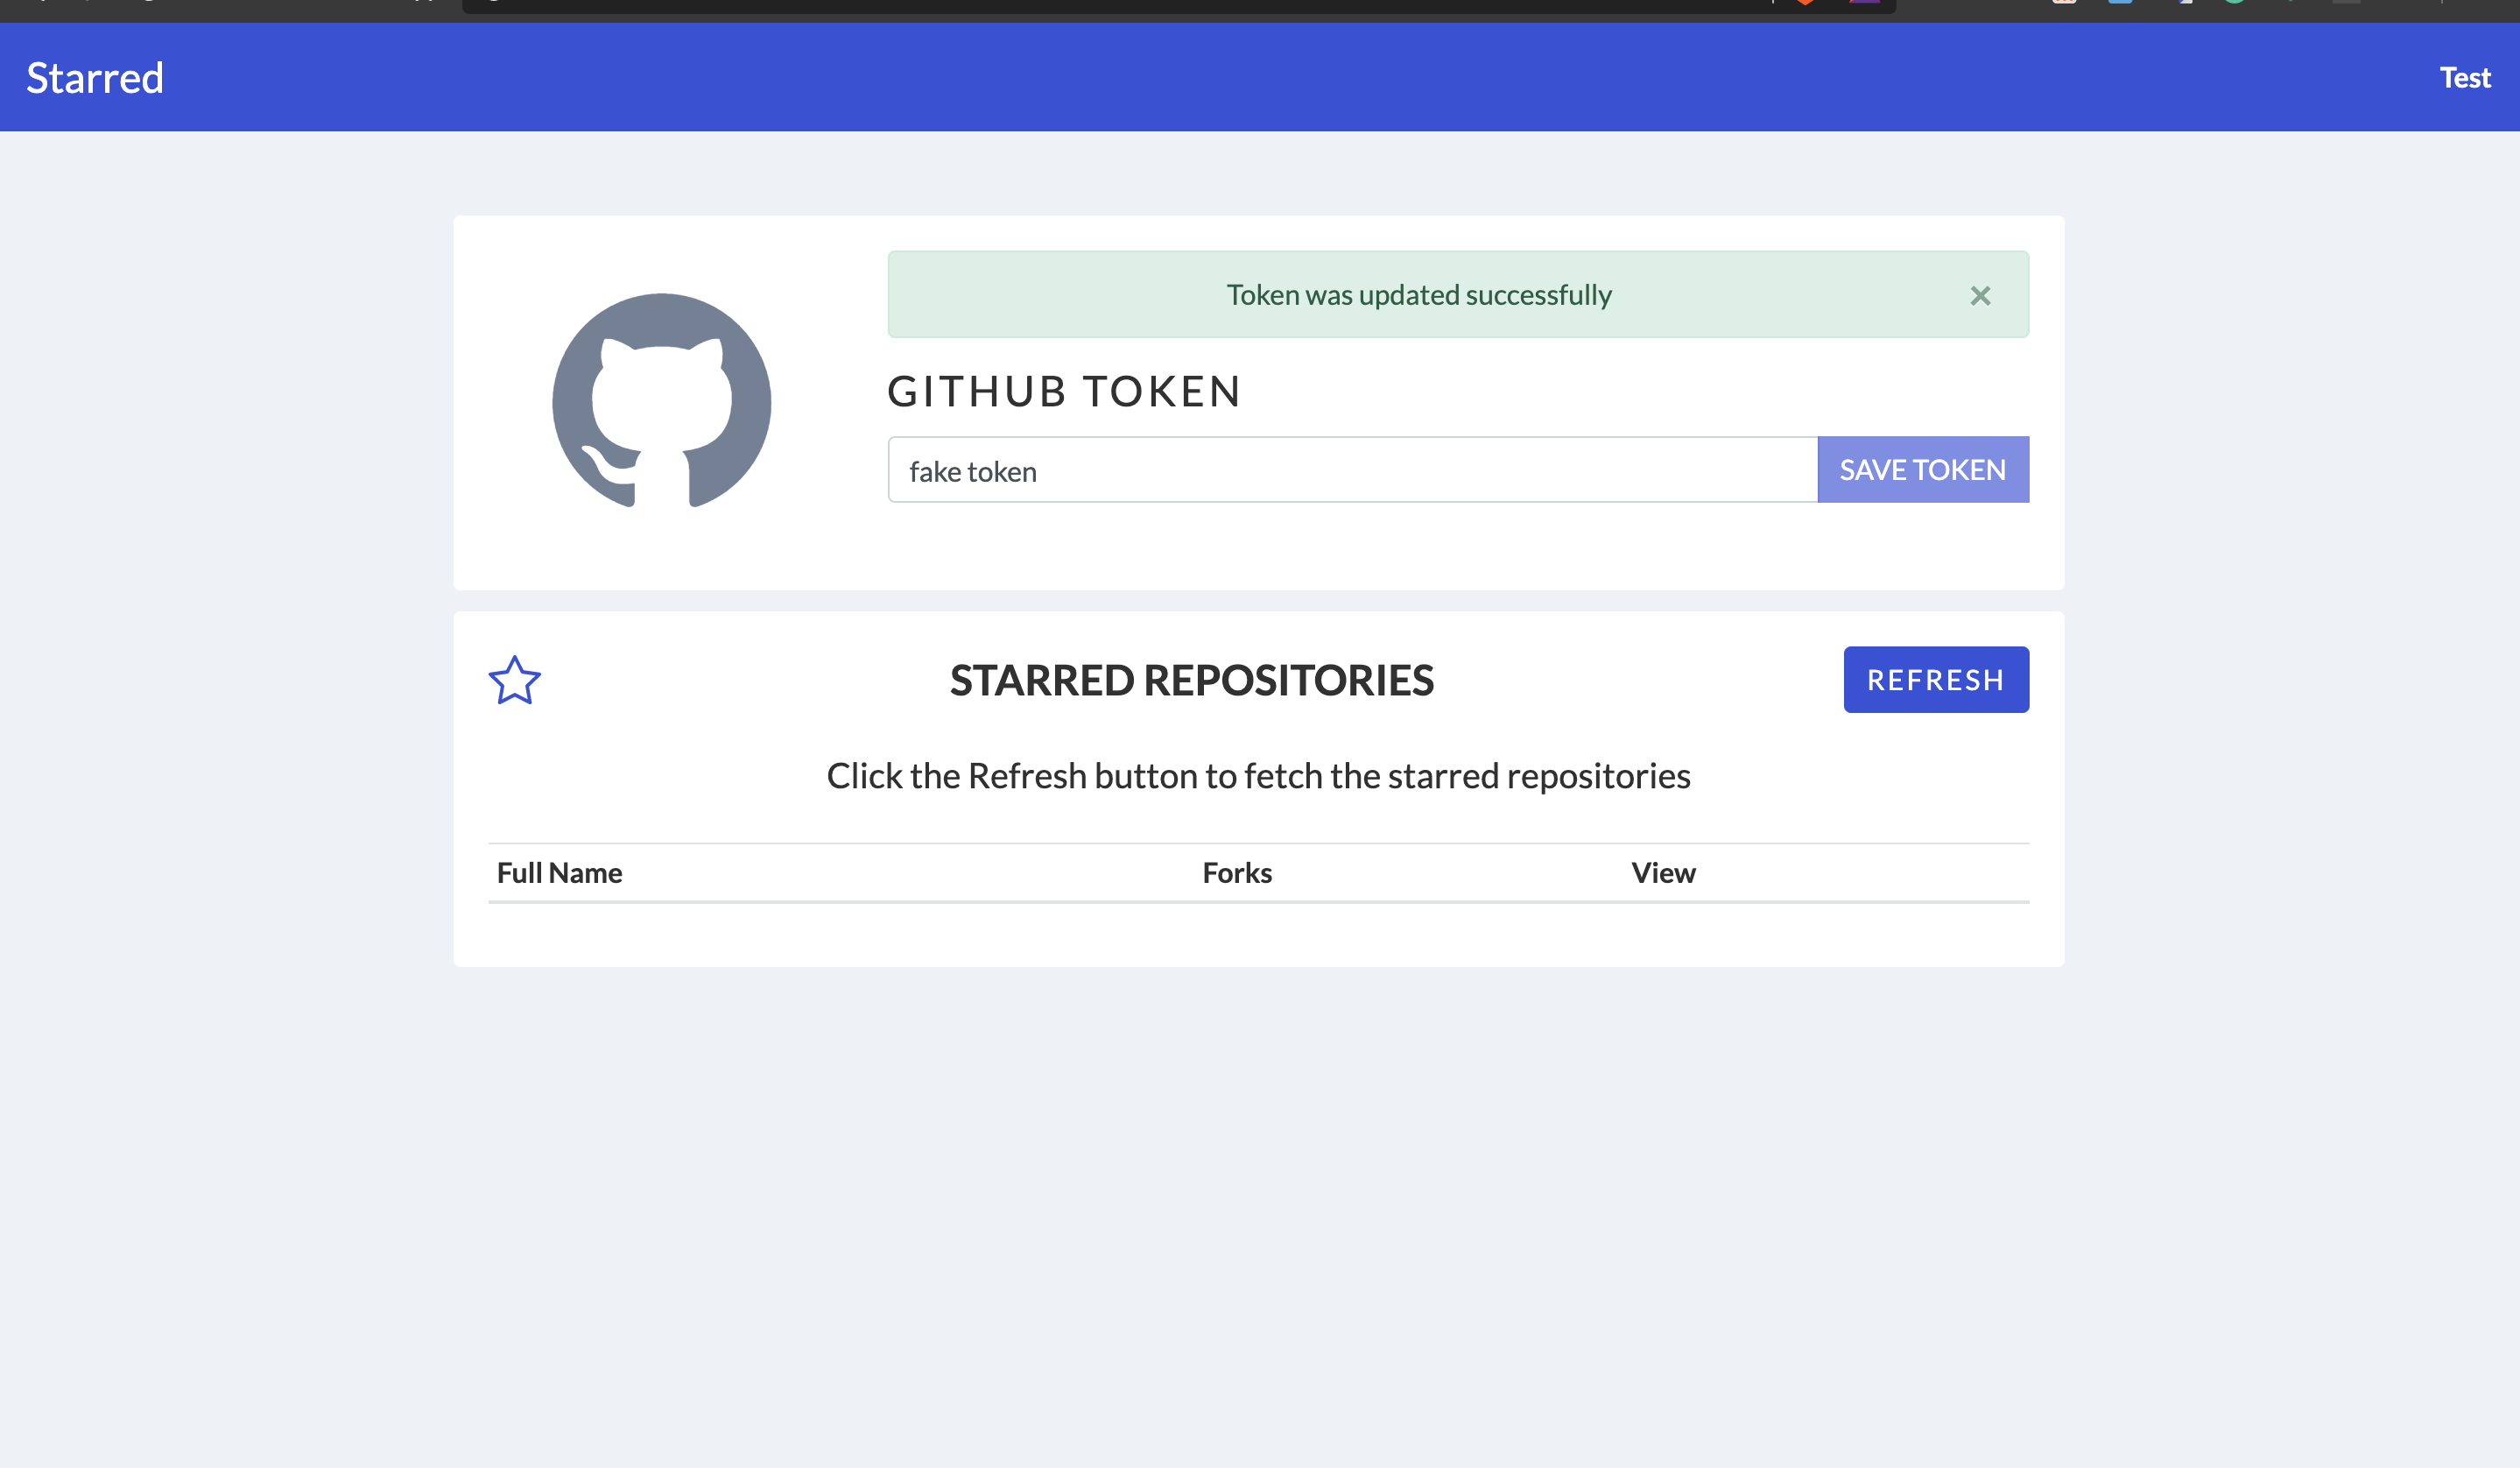 Starred
Test
Token was updated successfully
GITHUB TOKEN
fake token
SAVE TOKEN
STARRED REPOSITORIES
REFRESH
Click the Refresh button to fetch the starred repositories
Full Name Forks View